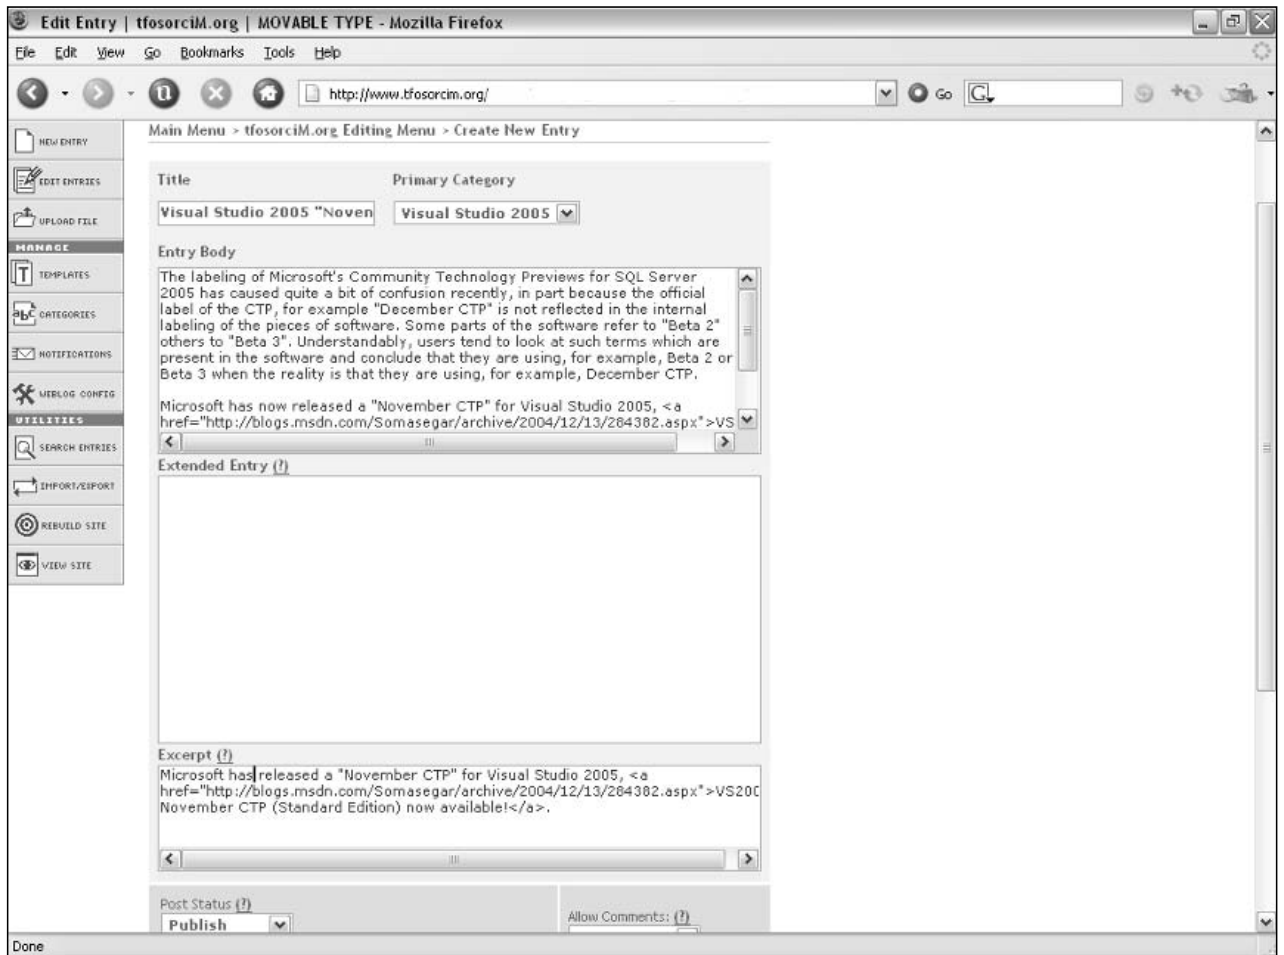 Edit Entry | tfosorciM.org | MOVABLE TYPE - Mozilla Firefox
File Edit View Go Bookmarks Tools Help
http://www.tfosorcim.org/ Go G
NEW ENTRY
EDIT ENTRIES
UPLOAD FILE
MANAGE
TEMPLATES
CATEGORIES
NOTIFICATIONS
WEBLOG CONFIG
UTILITIES
SEARCH ENTRIES
IMPORT/EXPORT
REBUILD SITE
VIEW SITE
Main Menu > tfosorciM.org Editing Menu > Create New Entry
Title Primary Category
Visual Studio 2005 "Noven Visual Studio 2005
Entry Body
The labeling of Microsoft's Community Technology Previews for SQL Server
2005 has caused quite a bit of confusion recently, in part because the official
label of the CTP, for example "December CTP" is not reflected in the internal
labeling of the pieces of software. Some parts of the software refer to "Beta 2"
others to "Beta 3". Understandably, users tend to look at such terms which are
present in the software and conclude that they are using, for example, Beta 2 or
Beta 3 when the reality is that they are using, for example, December CTP.
Microsoft has now released a "November CTP" for Visual Studio 2005, <a
href="http://blogs.msdn.com/Somasegar/archive/2004/12/13/284382.aspx">VS
Extended Entry (?)
Excerpt (?)
Microsoft has released a "November CTP" for Visual Studio 2005, <a
href="http://blogs.msdn.com/Somasegar/archive/2004/12/13/284382.aspx">VS200
November CTP (Standard Edition) now available!</a>.
Post Status (?)
Publish
Allow Comments: (?)
Done